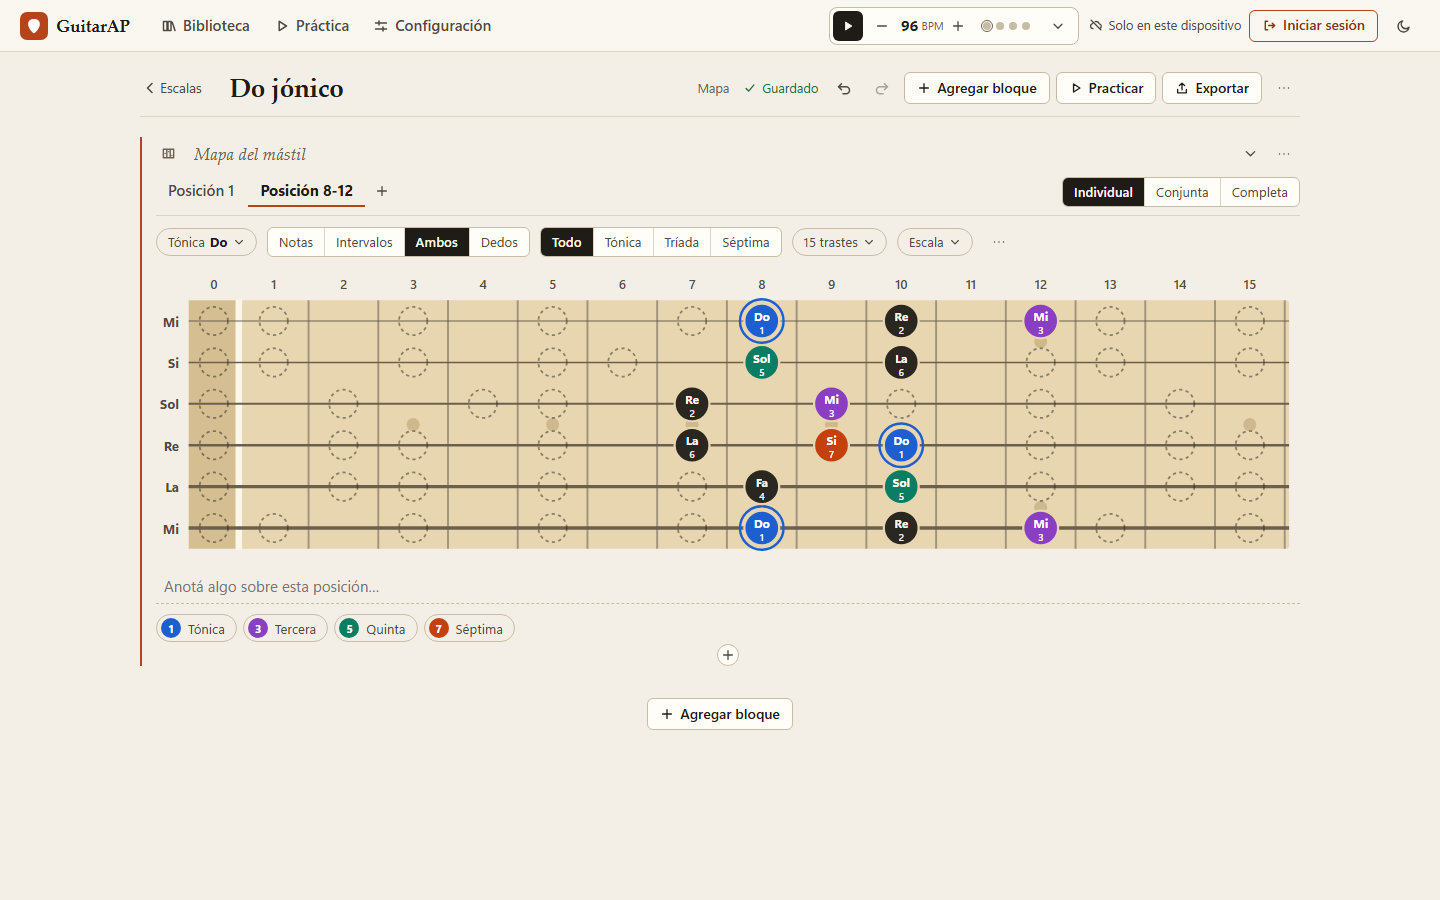 GuitarAP Biblioteca Práctica Configuración 96 BPM Solo en este dispositivo Iniciar sesión
Escalas Do jónico Mapa Guardado Agregar bloque Practicar Exportar ...
Mapa del mástil ...
Posición 1 Posición 8-12 + Individual Conjunta Completa
Tónica Do Notas Intervalos Ambos Dedos Todo Tónica Tríada Séptima 15 trastes Escala ...
0 1 2 3 4 5 6 7 8 9 10 11 12 13 14 15
Mi Do 1 Re 2 Mi 3
Si Sol 5 La 6
Sol Re 2 Mi 3
Re La 6 Si 7 Do 1
La Fa 4 Sol 5
Mi Do 1 Re 2 Mi 3
Anotá algo sobre esta posición...
1 Tónica 3 Tercera 5 Quinta 7 Séptima
+
+ Agregar bloque